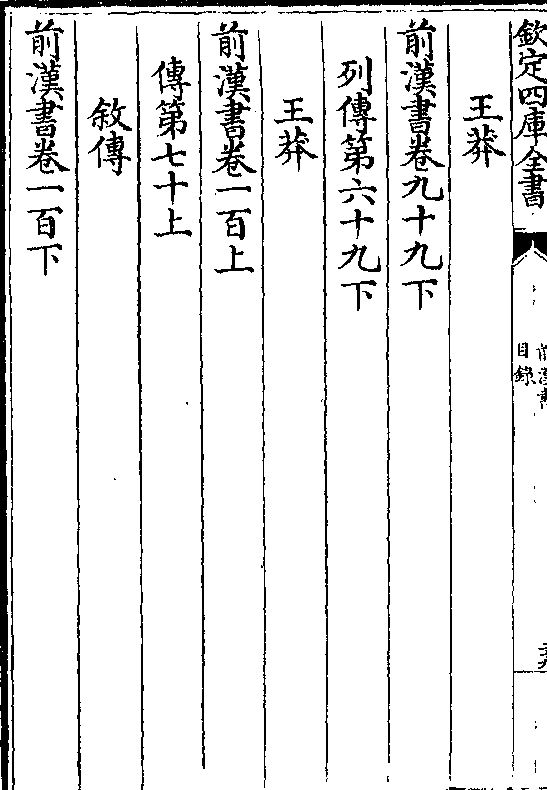 欽定四庫全書
前漢書
目錄
王莽
前漢書卷九十九下
列傳第六十九下
王莽
前漢書卷一百上
傳第七十上
敘傳
前漢書卷一百下